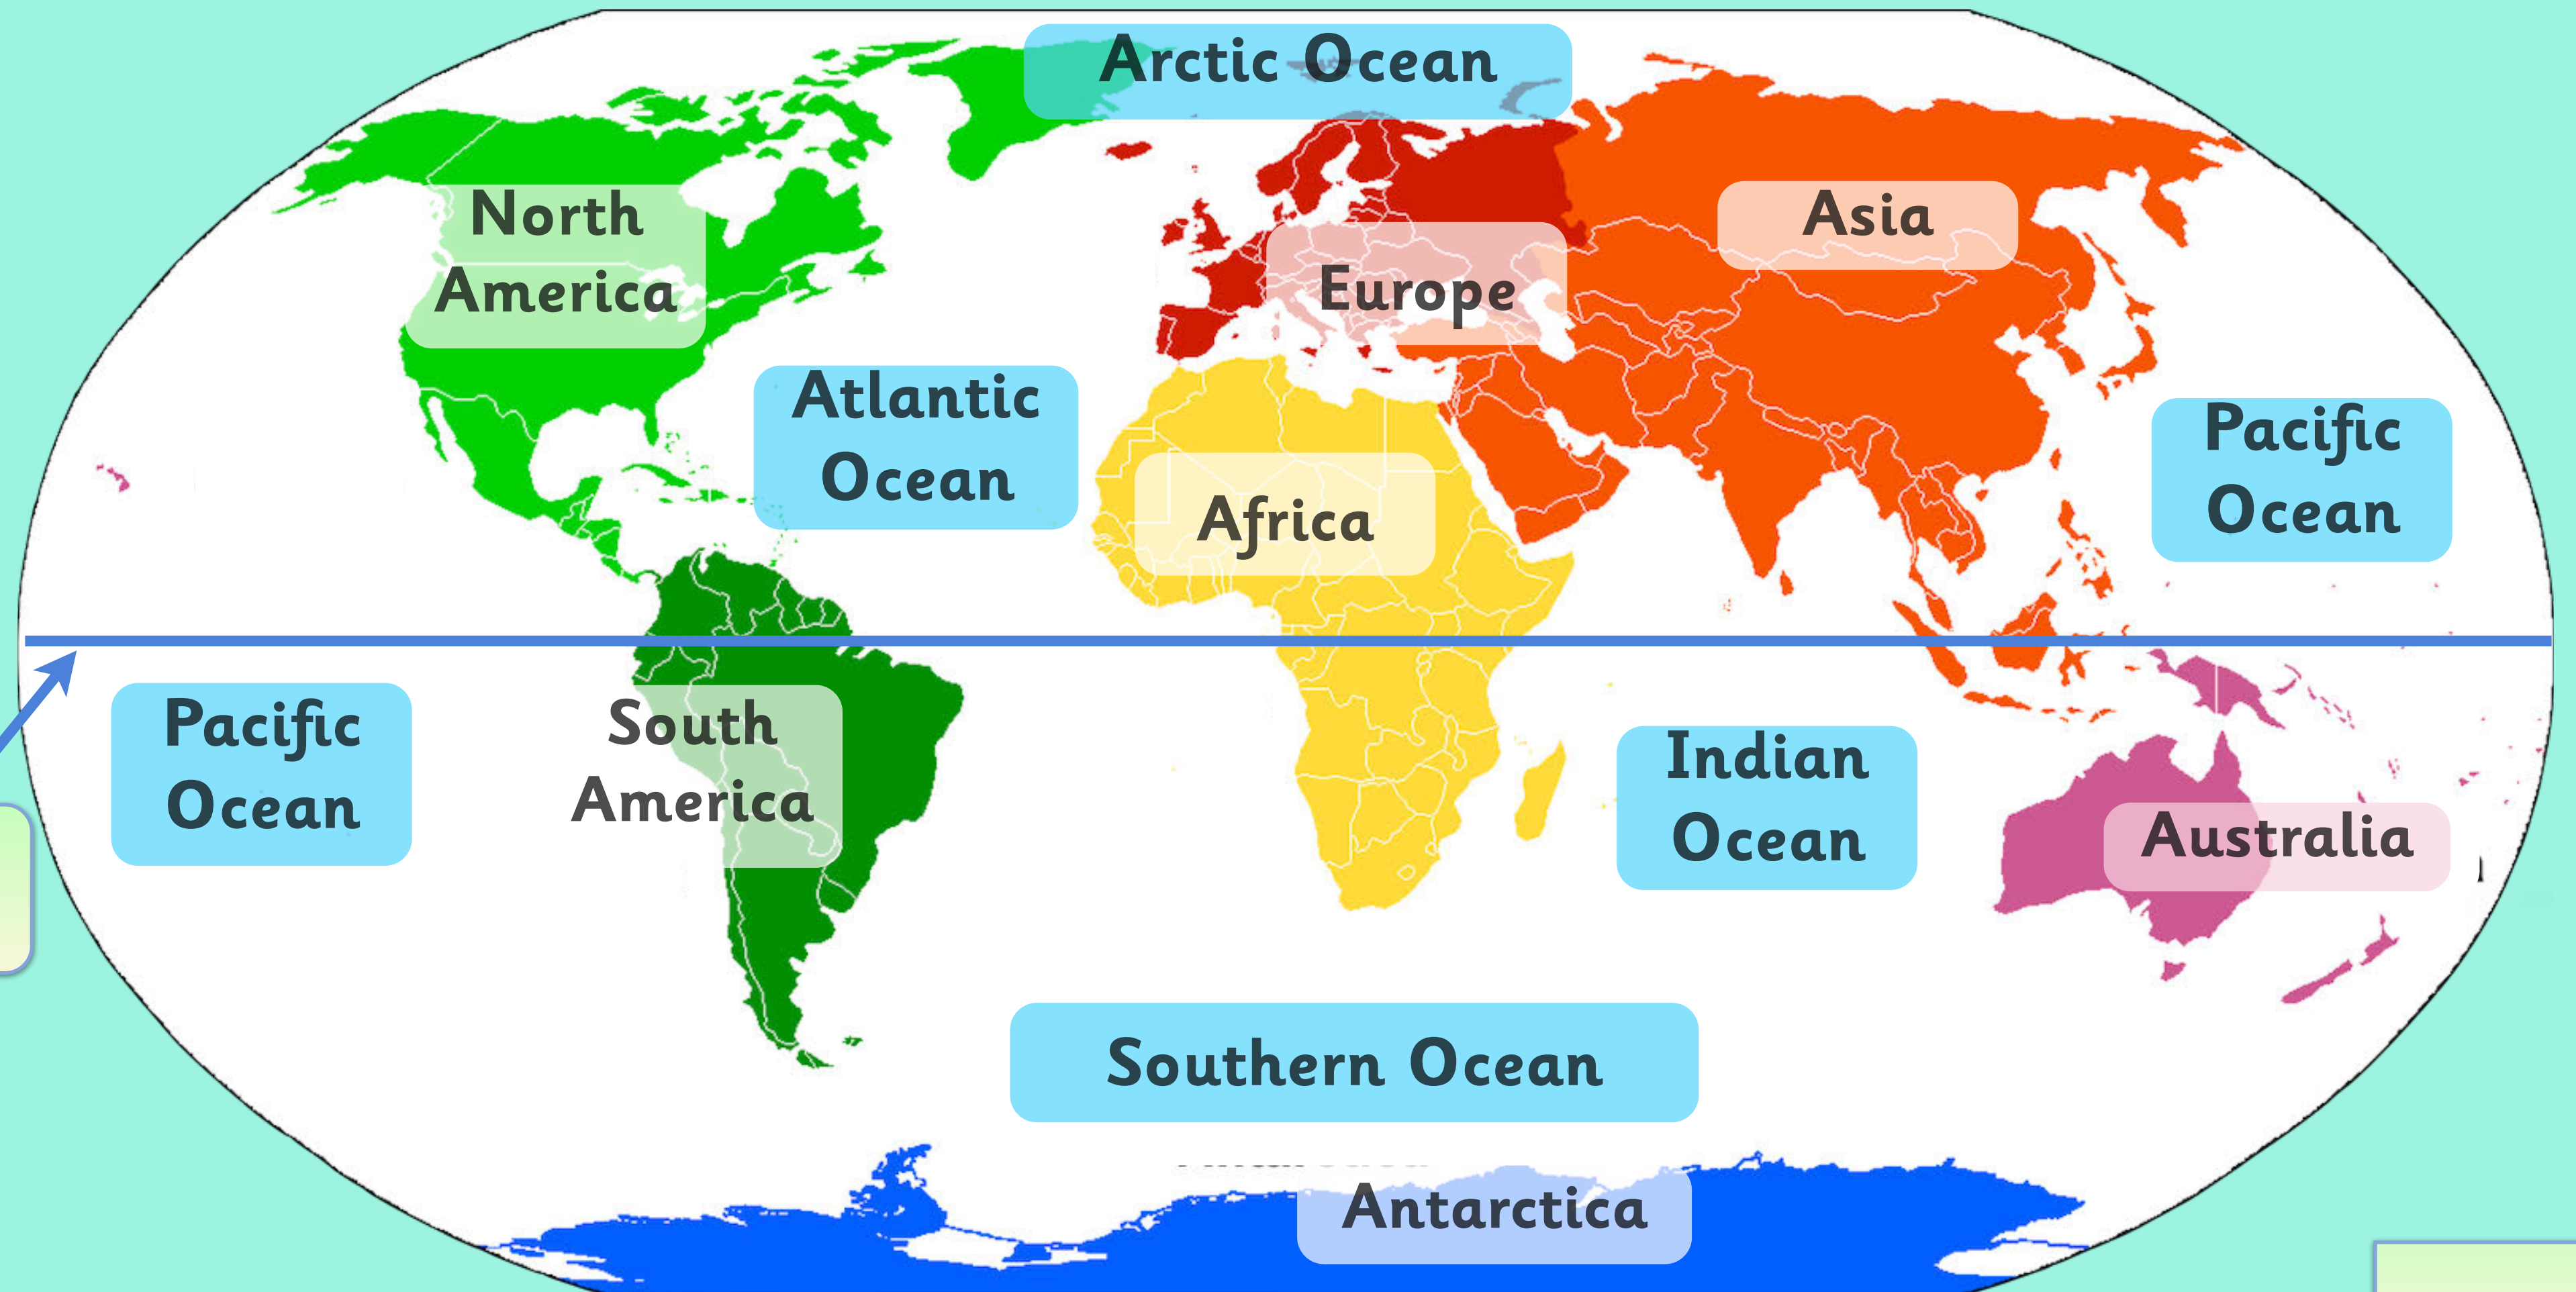 Arctic Ocean
North
America
Asia
Europe
Atlantic
Ocean
Pacific
Ocean
Africa
Pacific
Ocean
South
America
Indian
Ocean
Australia
Southern Ocean
Antarctica